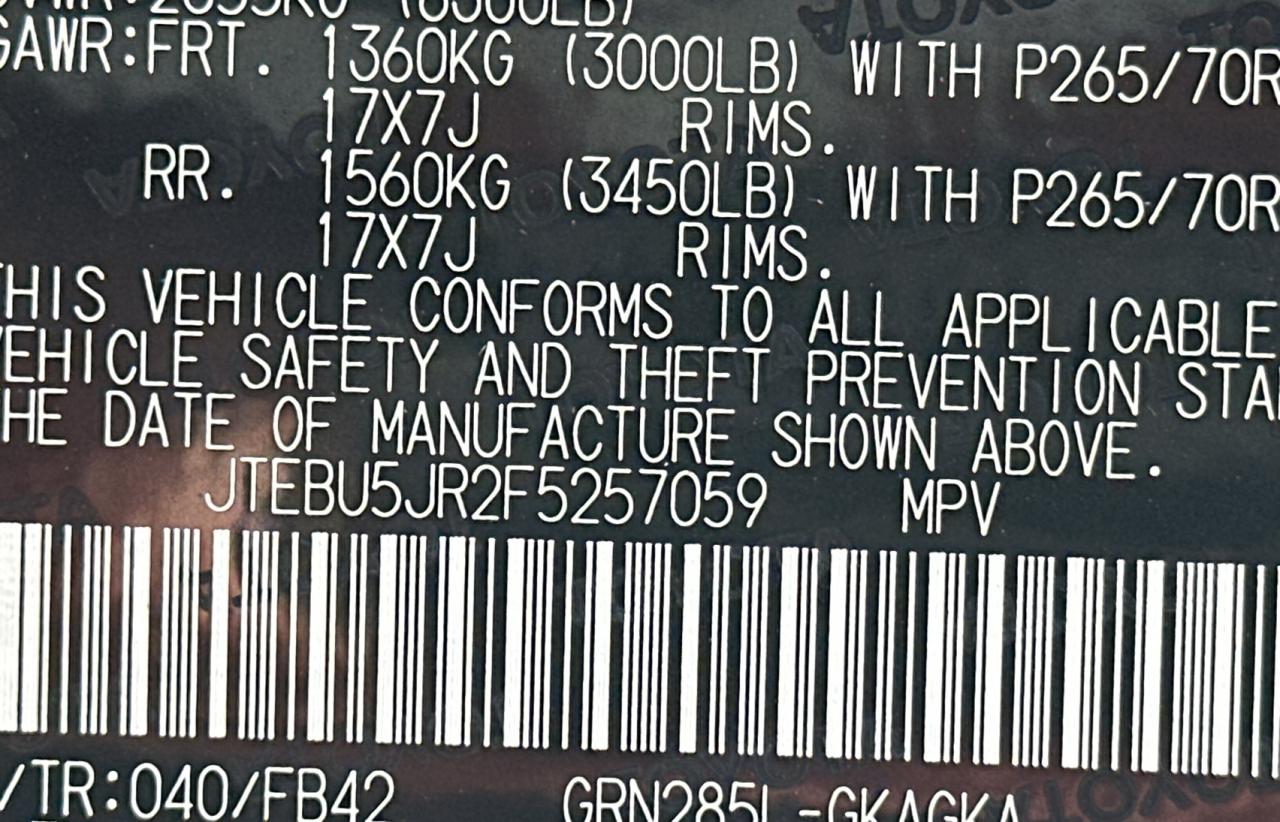 GAWR:FRT. 1360KG (3000LB) WITH P265/70R
17X7J RIMS.
RR. 1560KG (3450LB) WITH P265/70R
17X7J RIMS.
THIS VEHICLE CONFORMS TO ALL APPLICABLE
VEHICLE SAFETY AND THEFT PREVENTION STA
THE DATE OF MANUFACTURE SHOWN ABOVE.
JTEBU5JR2F5257059 MPV
/TR:040/FB42 GRN285L-GKAGKA